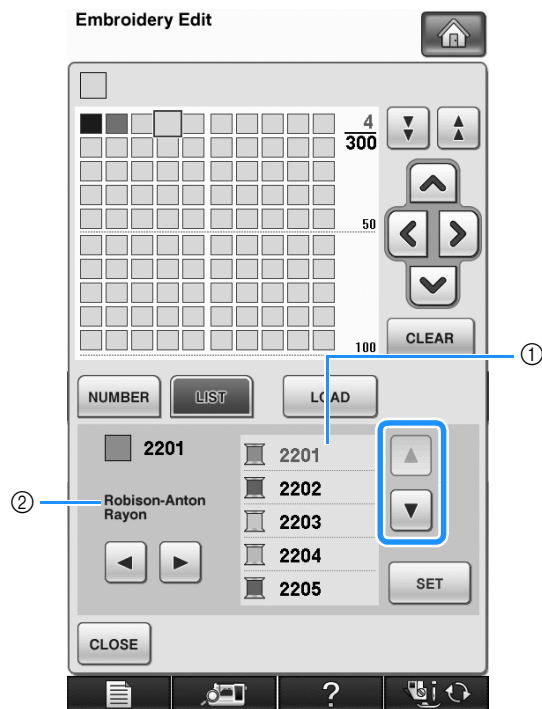 Embroidery Edit
4
300
50
100
CLEAR
①
NUMBER
LIST
LOAD
2201
2201
2202
②
Robison-Anton
Rayon
2203
2204
2205
SET
CLOSE
?